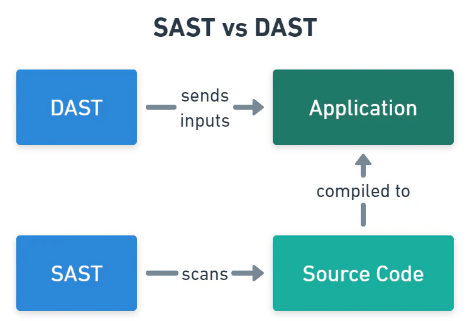 SAST vs DAST
DAST
sends
inputs
Application
compiled to
SAST
scans
Source Code